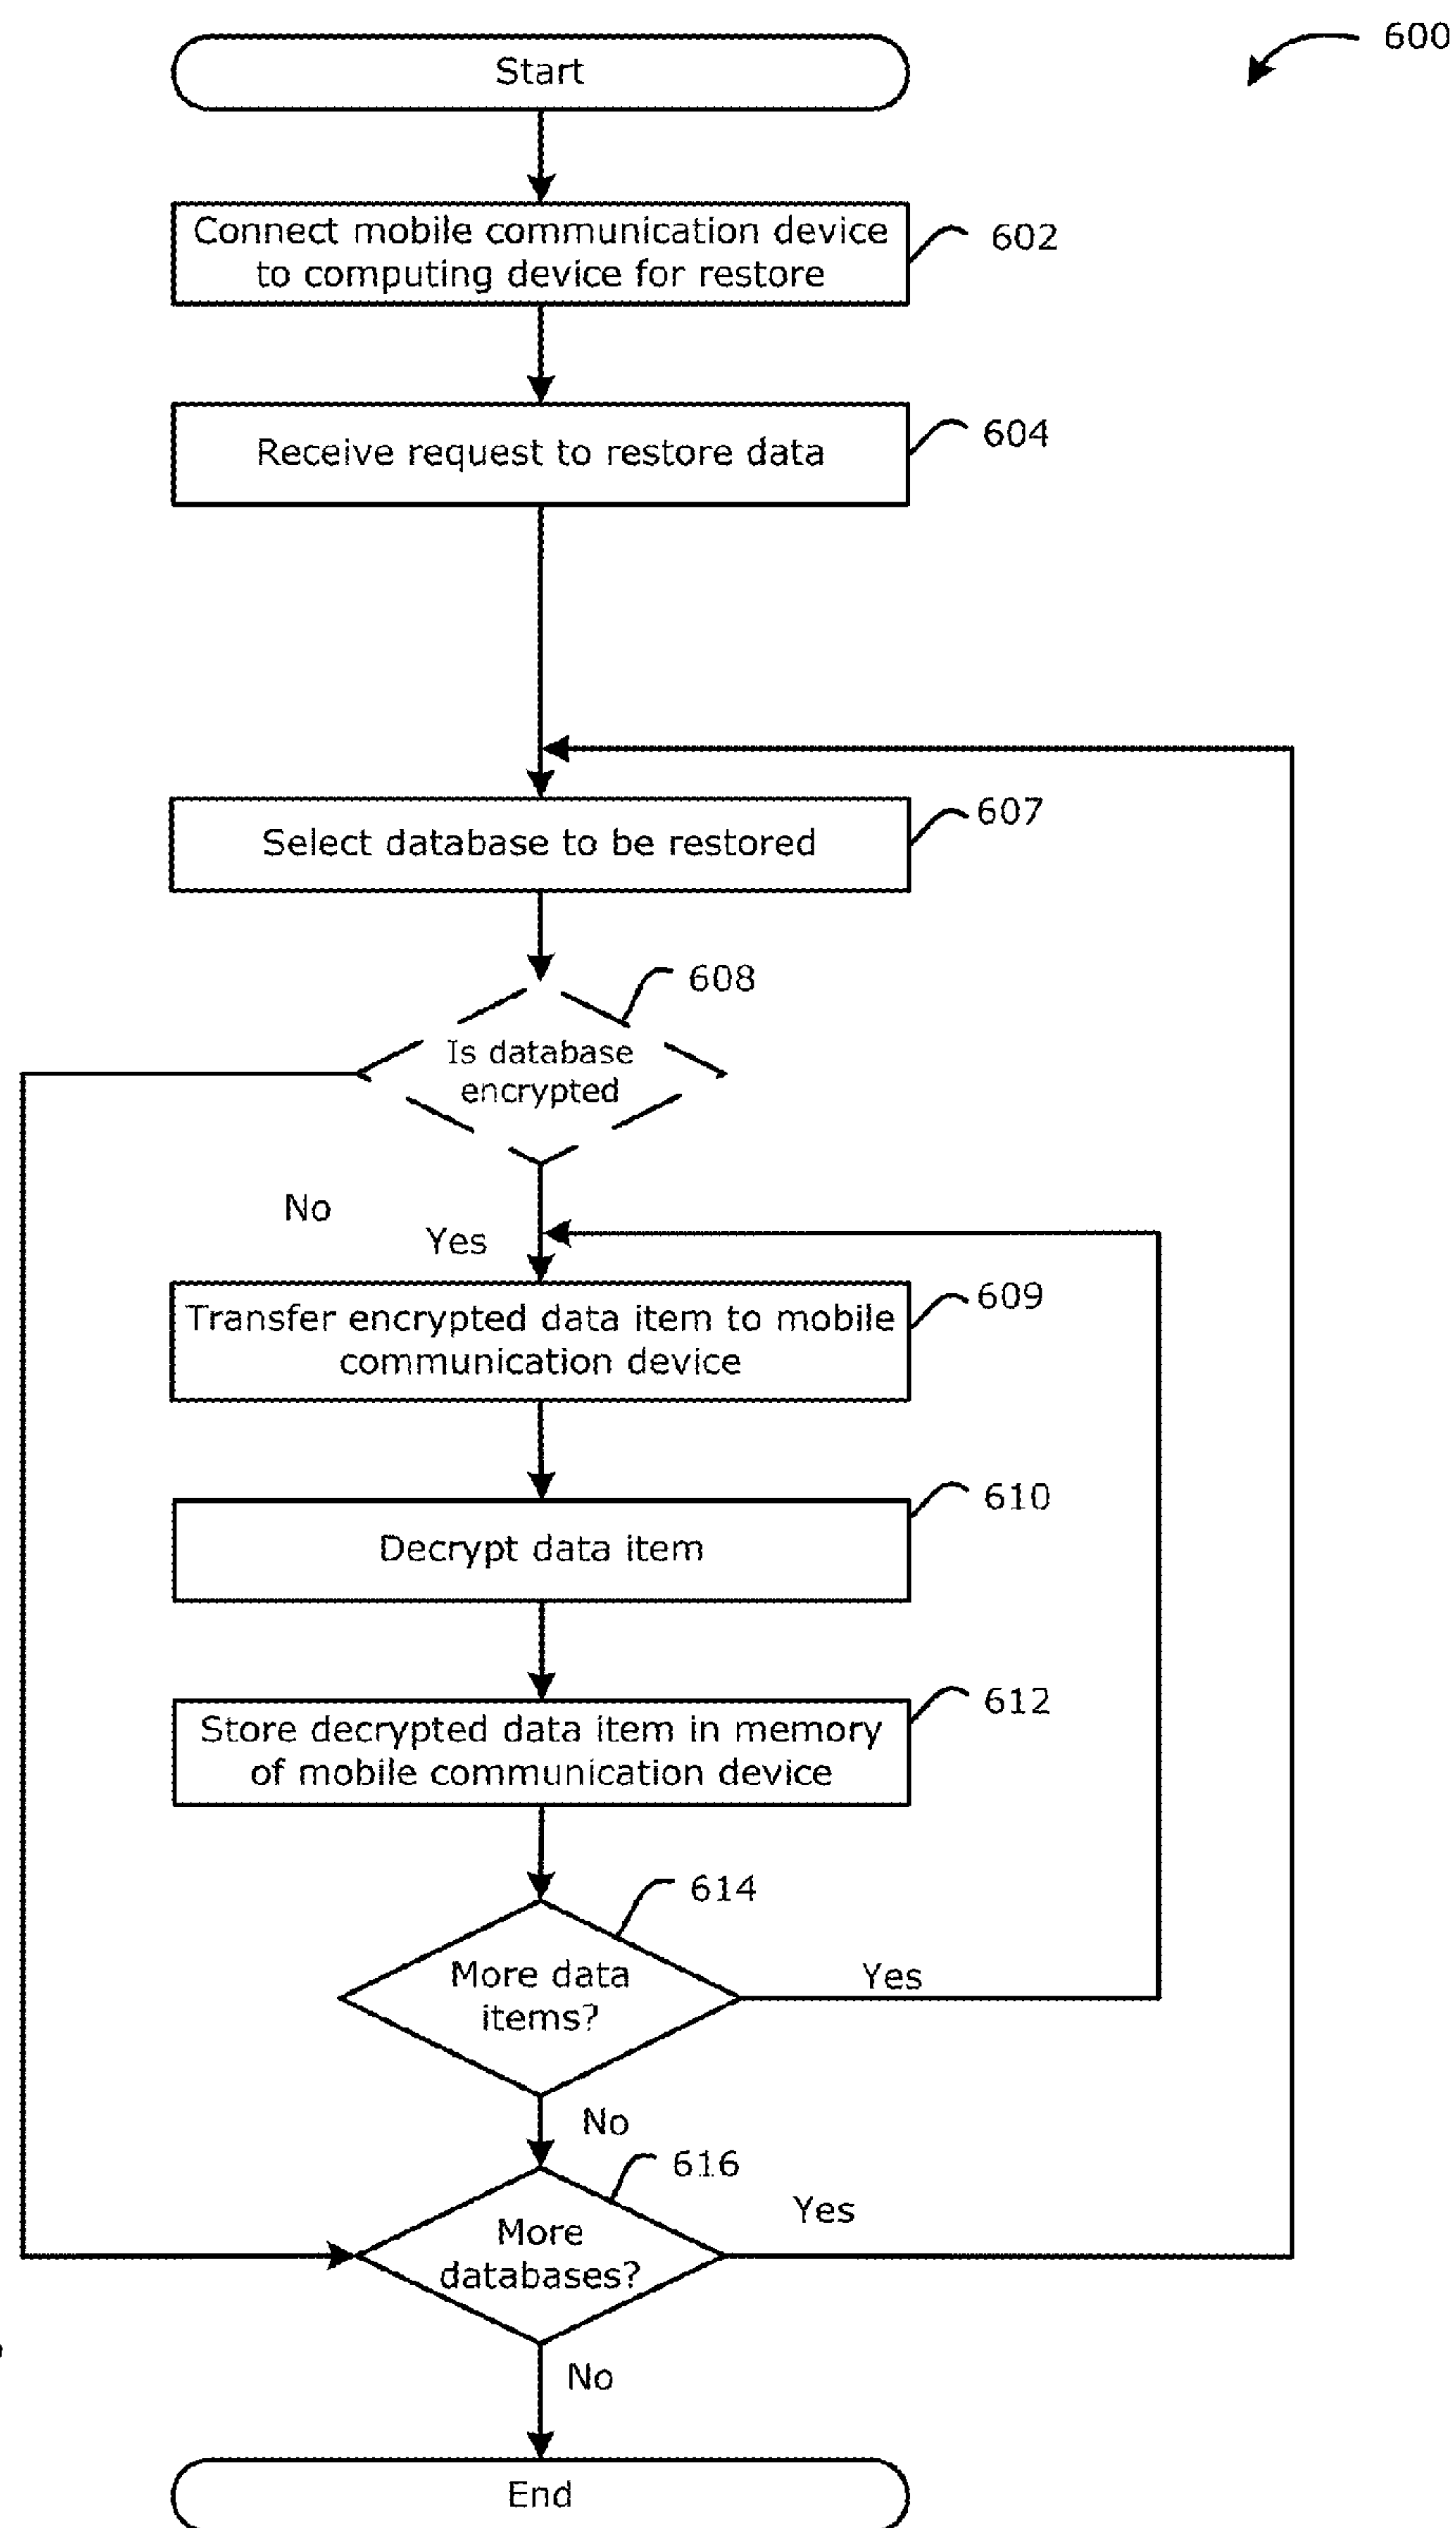 600
Start
Connect mobile communication device
to computing device for restore
602
Receive request to restore data
604
Select database to be restored
607
608
Is database
encrypted
No
Yes
Transfer encrypted data item to mobile
communication device
609
Decrypt data item
610
Store decrypted data item in memory
of mobile communication device
612
614
More data
items?
Yes
No
616
More
databases?
Yes
No
End